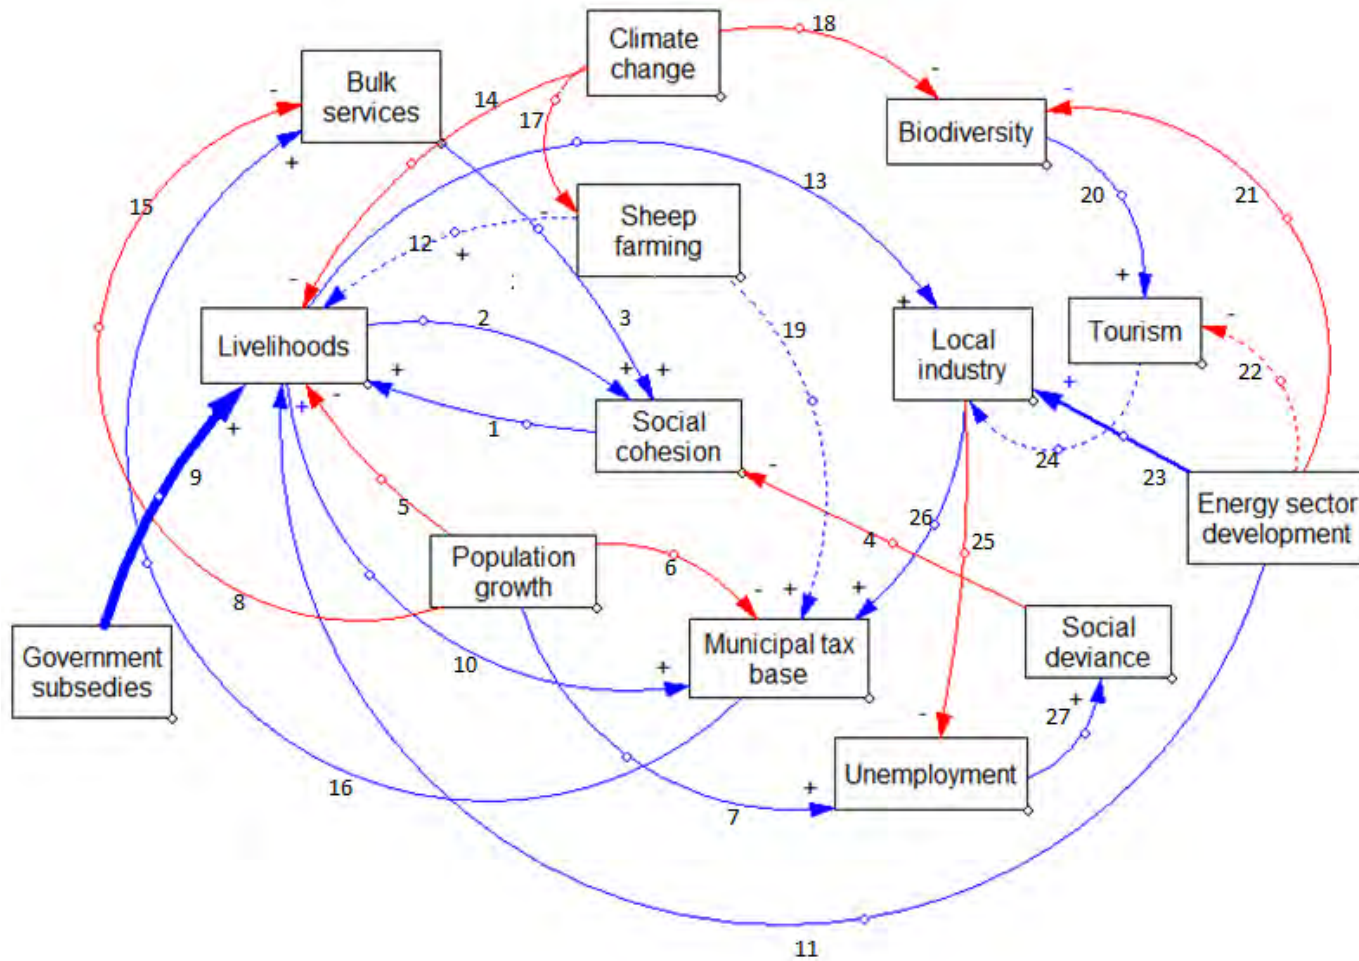 Climate
change
18
Bulk
services
-
-
-
14
17
Biodiversity
+
13
20
21
15
Sheep
farming
-
12
+
+
-
-
:
19
Livelihoods
2
3
+
Local
industry
Tourism
22
+
+
+
+
-
+
+
1
Social
cohesion
-
24
9
23
Energy sector
development
5
4
26
25
Population
growth
6
-
+
+
8
Government
subsedies
10
+
Municipal tax
base
Social
deviance
-
27
+
16
7
+
Unemployment
11